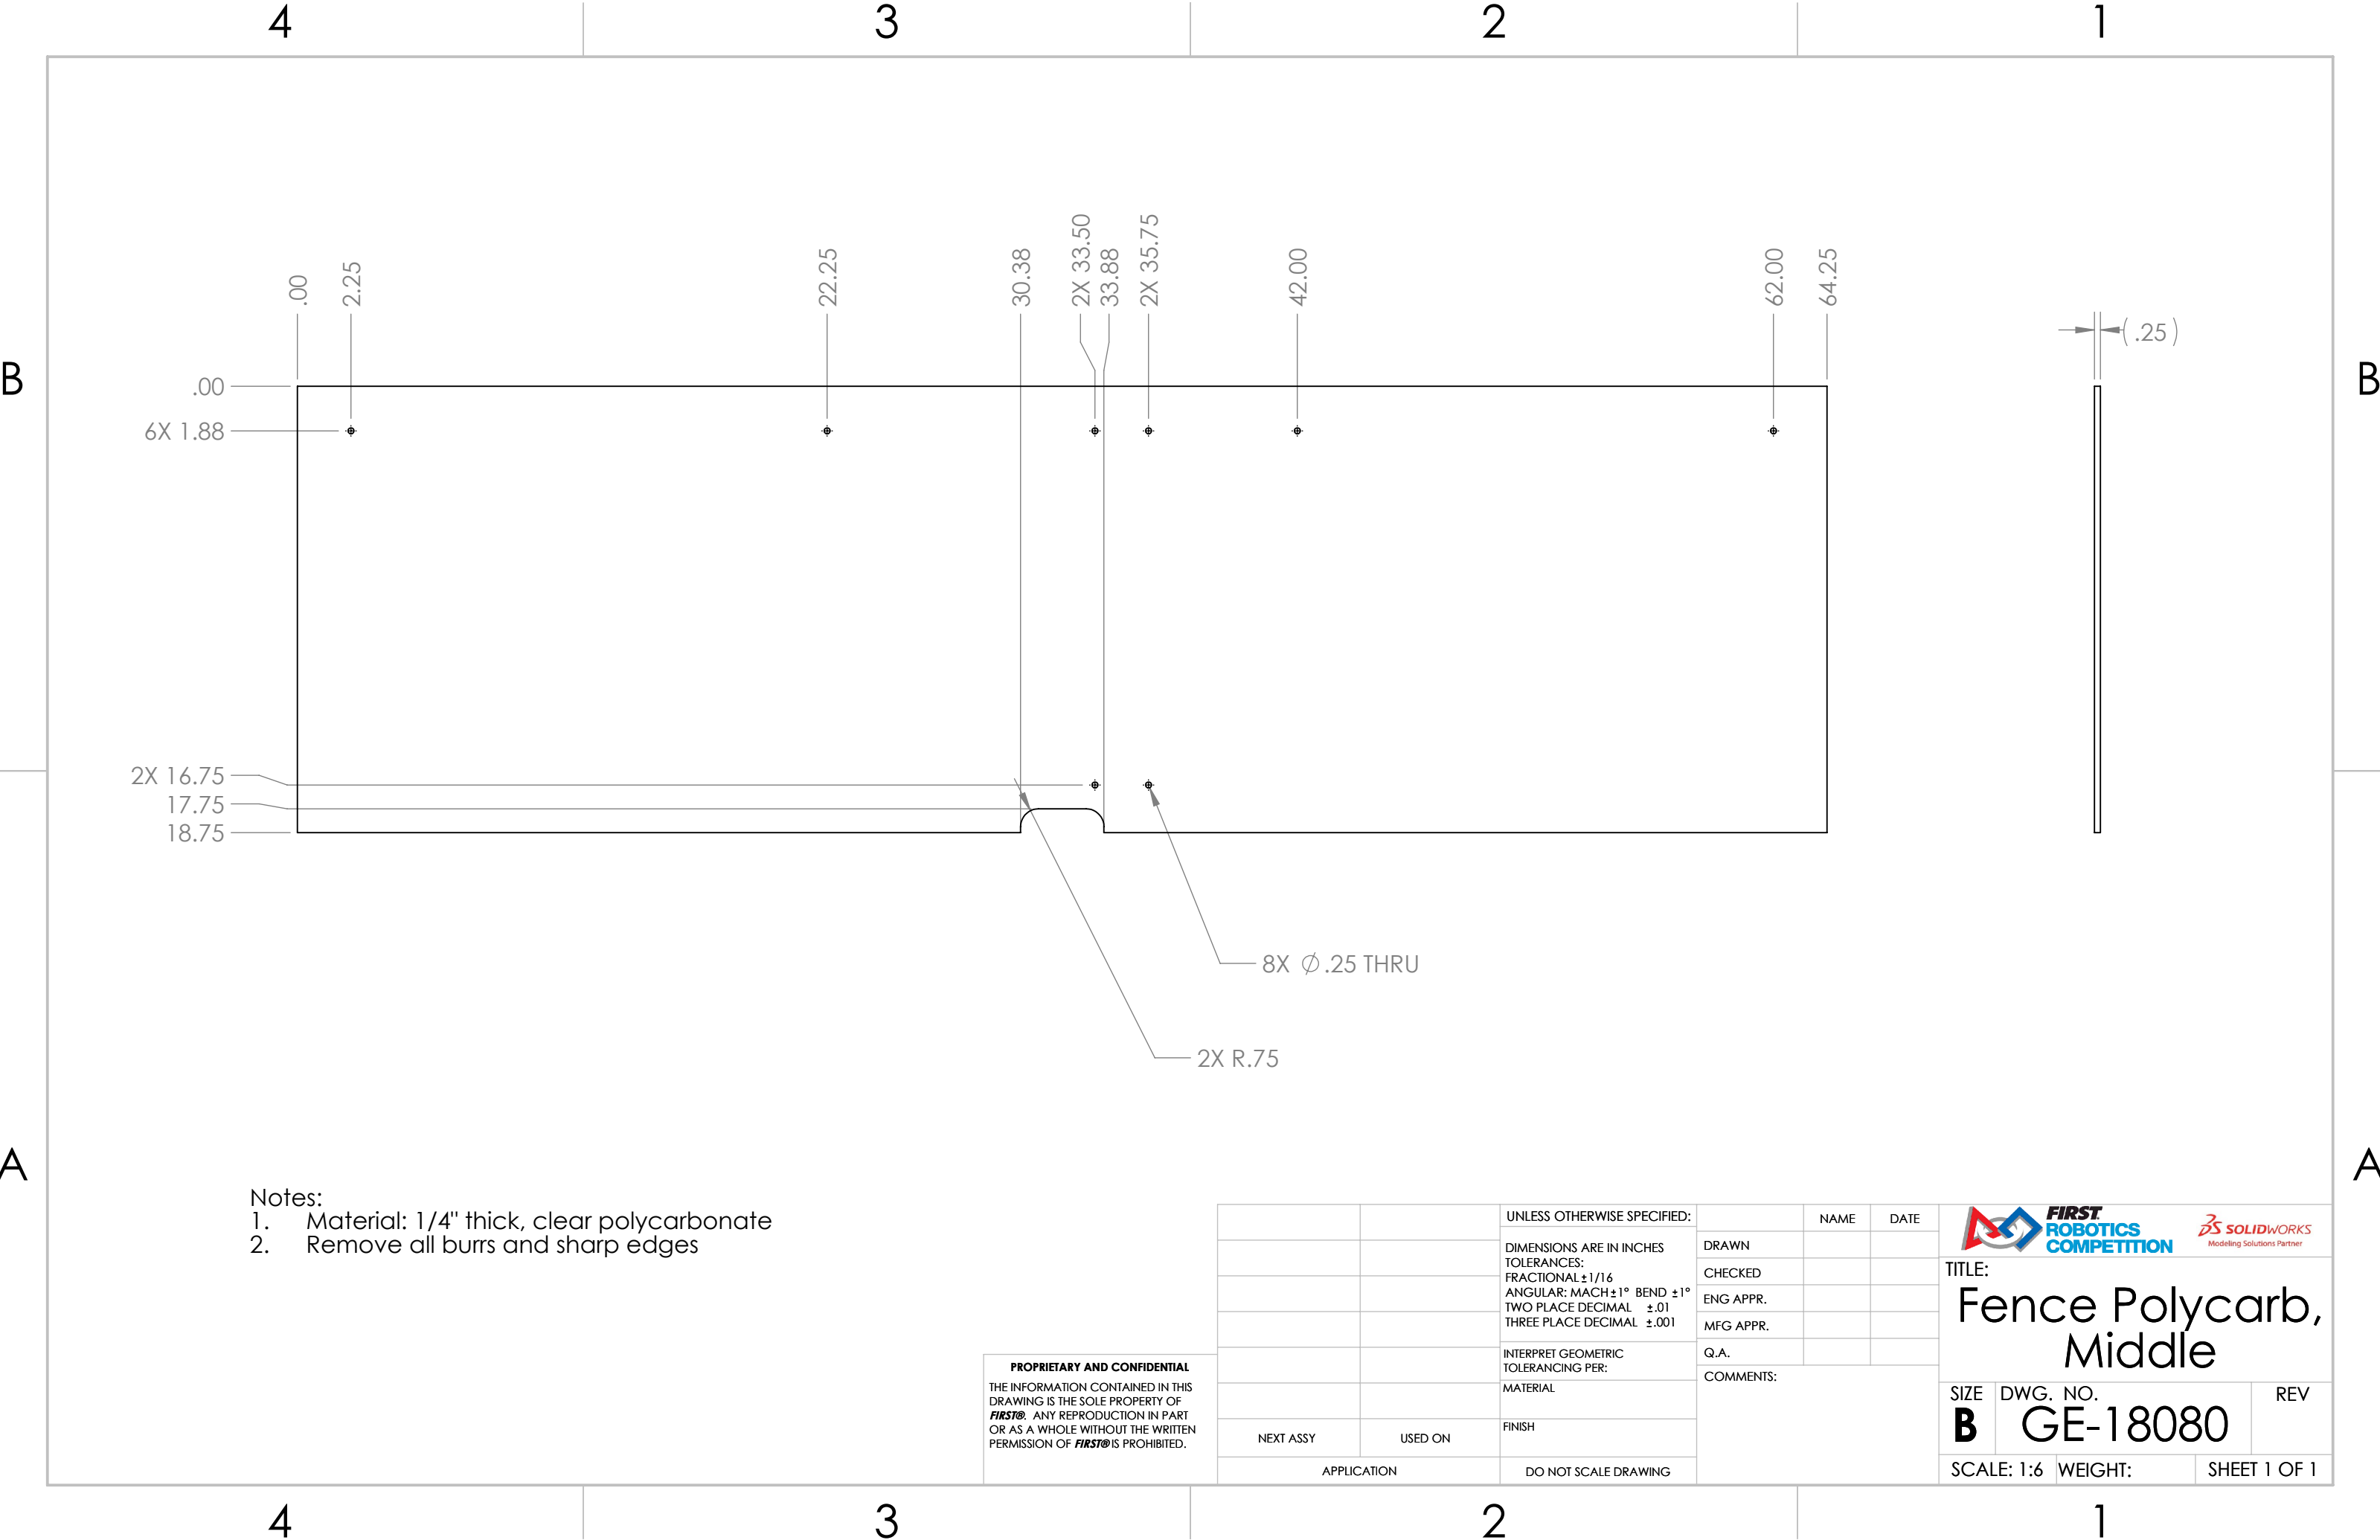 4 3 2 1
.00 2.25 22.25 30.38 2X 33.50 33.88 2X 35.75 42.00 62.00 64.25
(.25)
B B
.00
6X 1.88
2X 16.75
17.75
18.75
8X Ø.25 THRU
2X R.75
A A
Notes:
1. Material: 1/4" thick, clear polycarbonate
2. Remove all burrs and sharp edges
PROPRIETARY AND CONFIDENTIAL
THE INFORMATION CONTAINED IN THIS
DRAWING IS THE SOLE PROPERTY OF
FIRST®. ANY REPRODUCTION IN PART
OR AS A WHOLE WITHOUT THE WRITTEN
PERMISSION OF FIRST® IS PROHIBITED.
NEXT ASSY USED ON
APPLICATION
UNLESS OTHERWISE SPECIFIED:
DIMENSIONS ARE IN INCHES
TOLERANCES:
FRACTIONAL ±1/16
ANGULAR: MACH ±1° BEND ±1°
TWO PLACE DECIMAL ±.01
THREE PLACE DECIMAL ±.001
INTERPRET GEOMETRIC
TOLERANCING PER:
MATERIAL
FINISH
DO NOT SCALE DRAWING
NAME DATE
DRAWN
CHECKED
ENG APPR.
MFG APPR.
Q.A.
COMMENTS:
FIRST®
ROBOTICS
COMPETITION
SOLIDWORKS
Modeling Solutions Partner
TITLE:
Fence Polycarb,
Middle
SIZE DWG. NO. REV
B GE-18080
SCALE: 1:6 WEIGHT: SHEET 1 OF 1
4 3 2 1